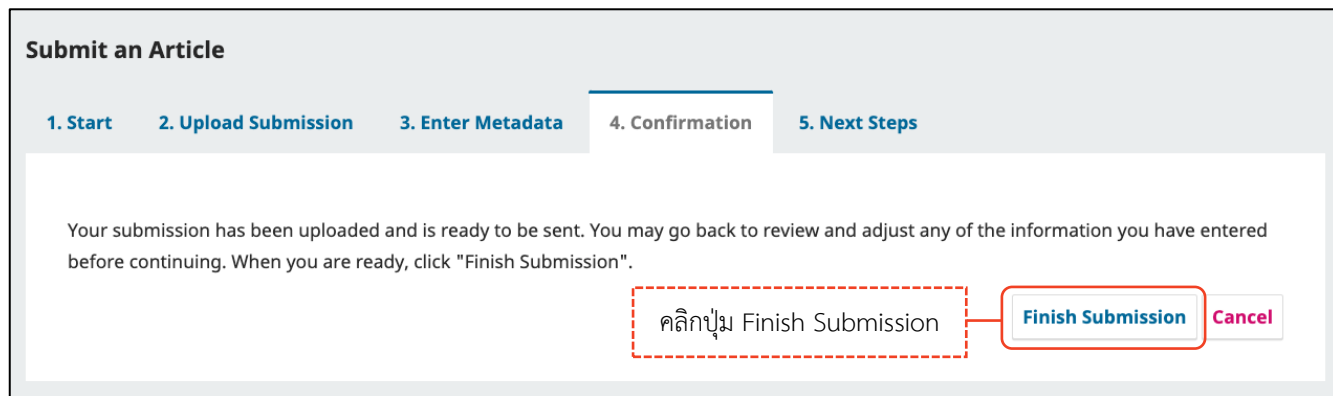 Submit an Article
1. Start 2. Upload Submission 3. Enter Metadata 4. Confirmation 5. Next Steps
Your submission has been uploaded and is ready to be sent. You may go back to review and adjust any of the information you have entered
before continuing. When you are ready, click "Finish Submission".
คลิกปุ่ม Finish Submission Finish Submission Cancel